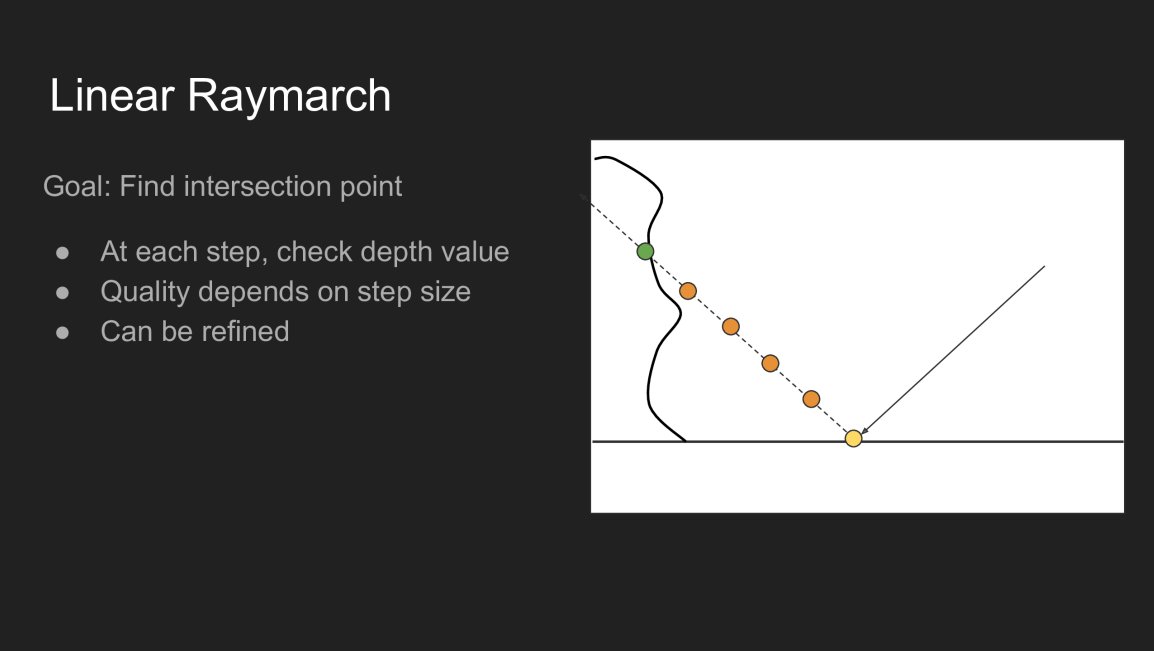 Linear Raymarch
Goal: Find intersection point
● At each step, check depth value
● Quality depends on step size
● Can be refined